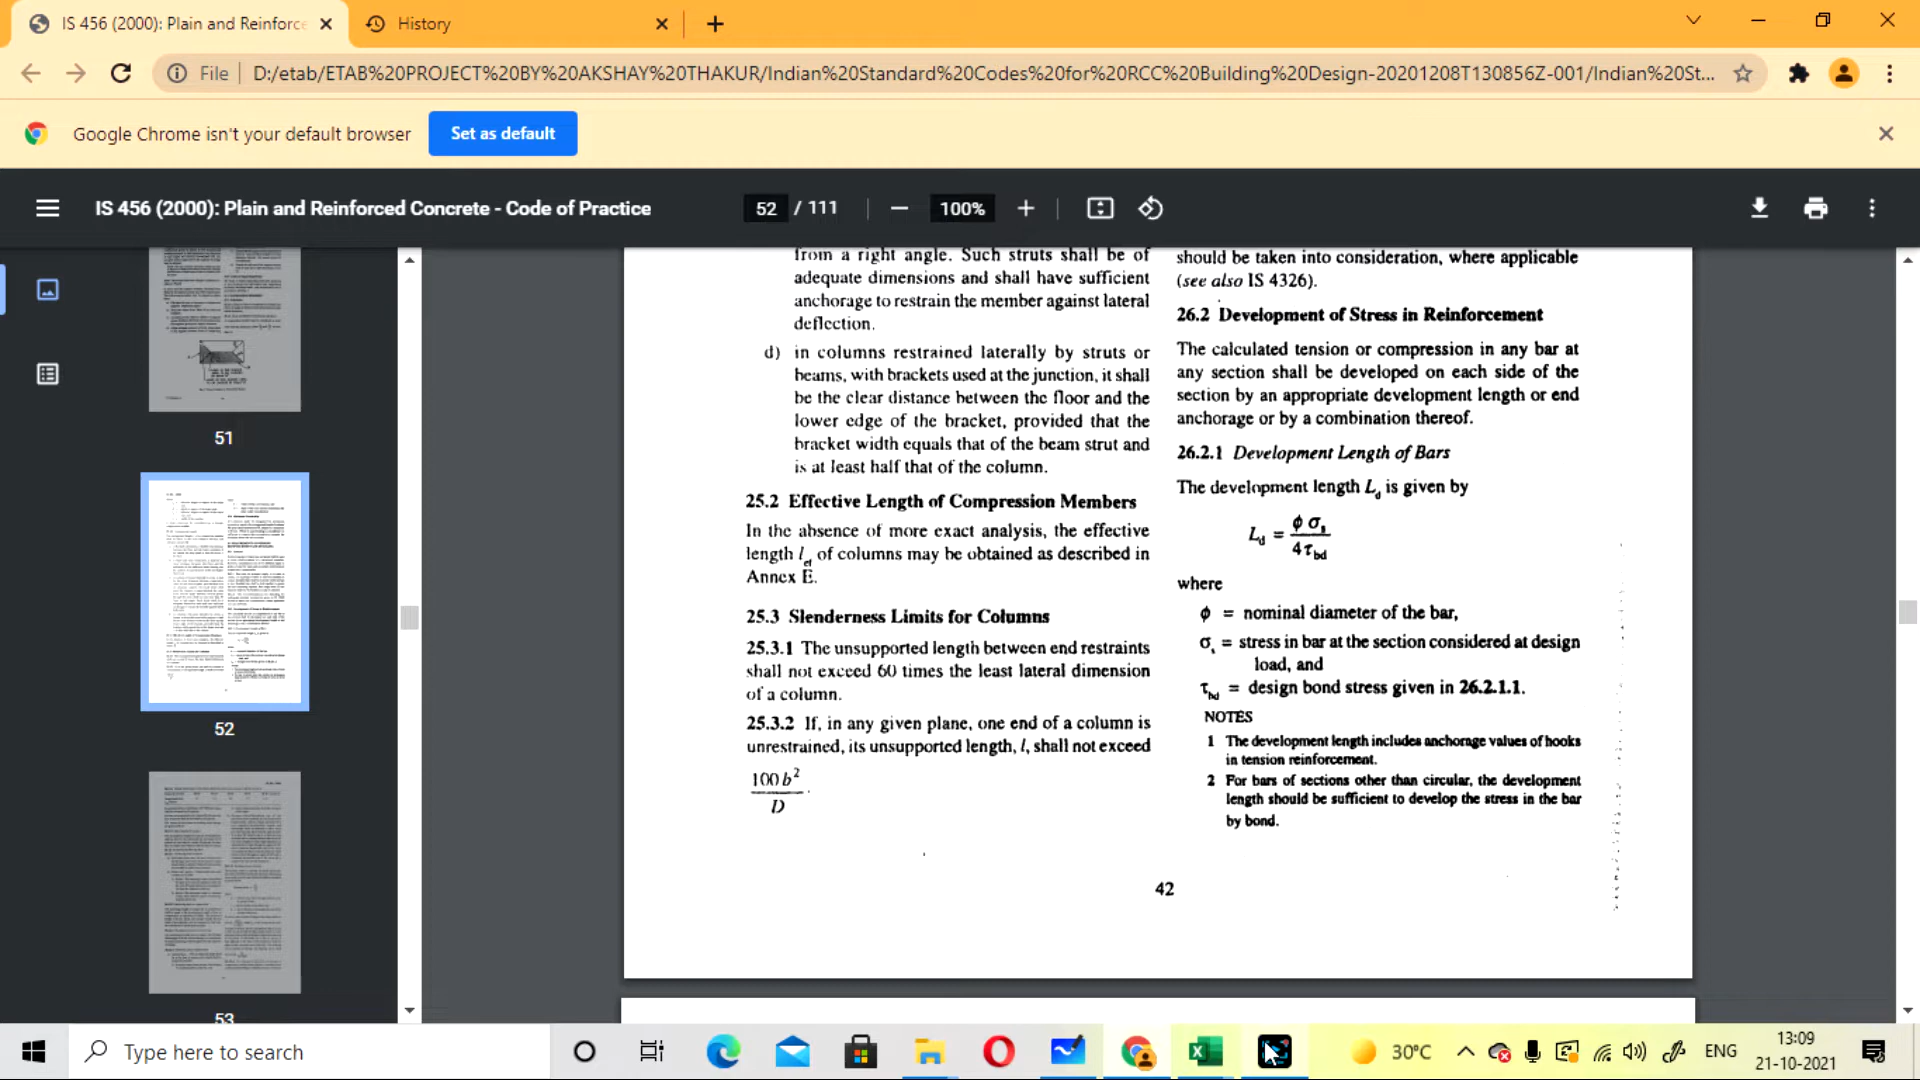 IS 456 (2000): Plain and Reinforce
History
File
D:/etab/ETAB%20PROJECT%20BY%20AKSHAY%20THAKUR/Indian%20Standard%20Codes%20for%20RCC%20Building%20Design-20201208T130856Z-001/Indian%20St...
Google Chrome isn't your default browser
Set as default
IS 456 (2000): Plain and Reinforced Concrete - Code of Practice
52 / 111
100%
51
52
53
from a right angle. Such struts shall be of
adequate dimensions and shall have sufficient
anchorage to restrain the member against lateral
deflection.
d) in columns restrained laterally by struts or
beams, with brackets used at the junction, it shall
be the clear distance between the floor and the
lower edge of the bracket, provided that the
bracket width equals that of the beam strut and
is at least half that of the column.
25.2 Effective Length of Compression Members
In the absence of more exact analysis, the effective
length l_ef of columns may be obtained as described in
Annex E.
25.3 Slenderness Limits for Columns
25.3.1 The unsupported length between end restraints
shall not exceed 60 times the least lateral dimension
of a column.
25.3.2 If, in any given plane, one end of a column is
unrestrained, its unsupported length, l, shall not exceed
100 b²
D
should be taken into consideration, where applicable
(see also IS 4326).
26.2 Development of Stress in Reinforcement
The calculated tension or compression in any bar at
any section shall be developed on each side of the
section by an appropriate development length or end
anchorage or by a combination thereof.
26.2.1 Development Length of Bars
The development length L_d is given by
L_d = ϕ σ_s
4 τ_bd
where
ϕ = nominal diameter of the bar,
σ_s = stress in bar at the section considered at design
load, and
τ_bd = design bond stress given in 26.2.1.1.
NOTES
1 The development length includes anchorage values of hooks
in tension reinforcement.
2 For bars of sections other than circular, the development
length should be sufficient to develop the stress in the bar
by bond.
42
Type here to search
30°C
ENG
13:09
21-10-2021